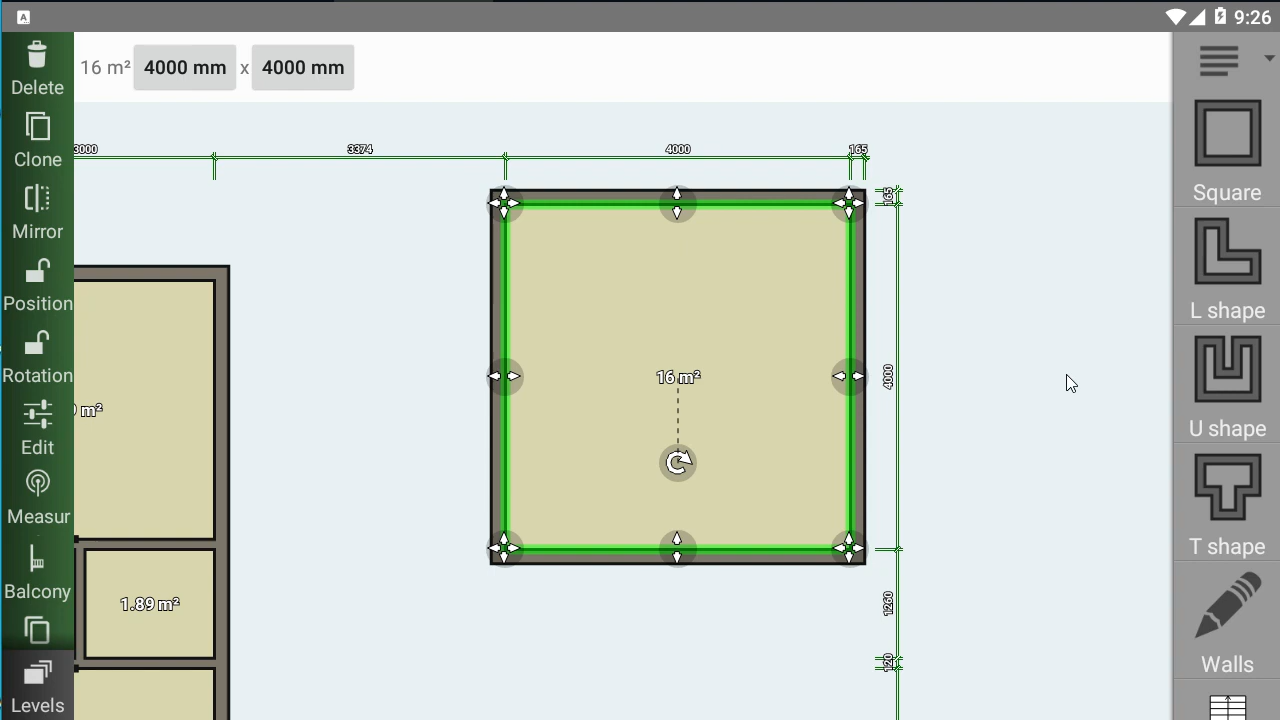 A
9:26
Delete
16 m² 4000 mm x 4000 mm
Clone
3000
3374
4000
165
Square
165
Mirror
Position
L shape
Rotation
16 m²
4000
m²
U shape
Edit
Measur
T shape
Balcony
1.89 m²
1260
120
Walls
Levels